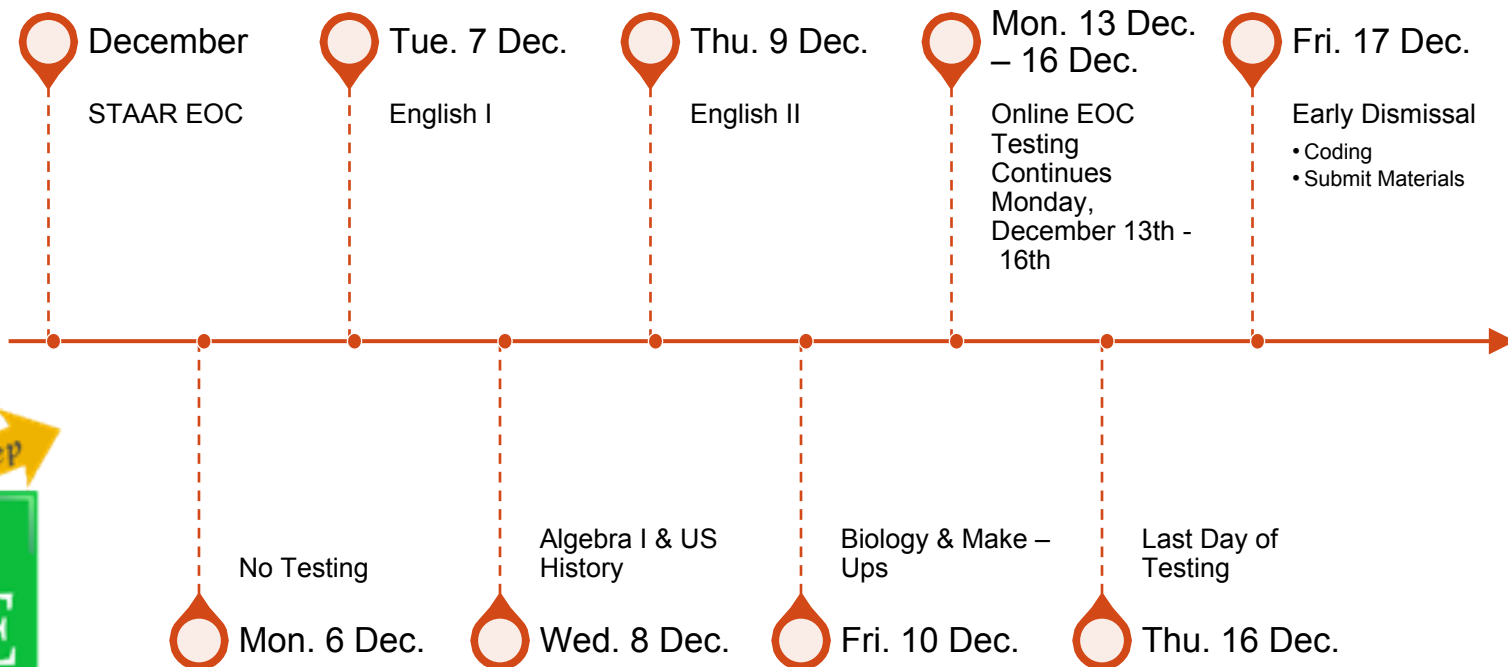 December
STAAR EOC
Tue. 7 Dec.
English I
Thu. 9 Dec.
English II
Mon. 13 Dec.
– 16 Dec.
Online EOC
Testing
Continues
Monday,
December 13th -
16th
Fri. 17 Dec.
Early Dismissal
• Coding
• Submit Materials
No Testing
Mon. 6 Dec.
Algebra I & US
History
Wed. 8 Dec.
Biology & Make –
Ups
Fri. 10 Dec.
Last Day of
Testing
Thu. 16 Dec.